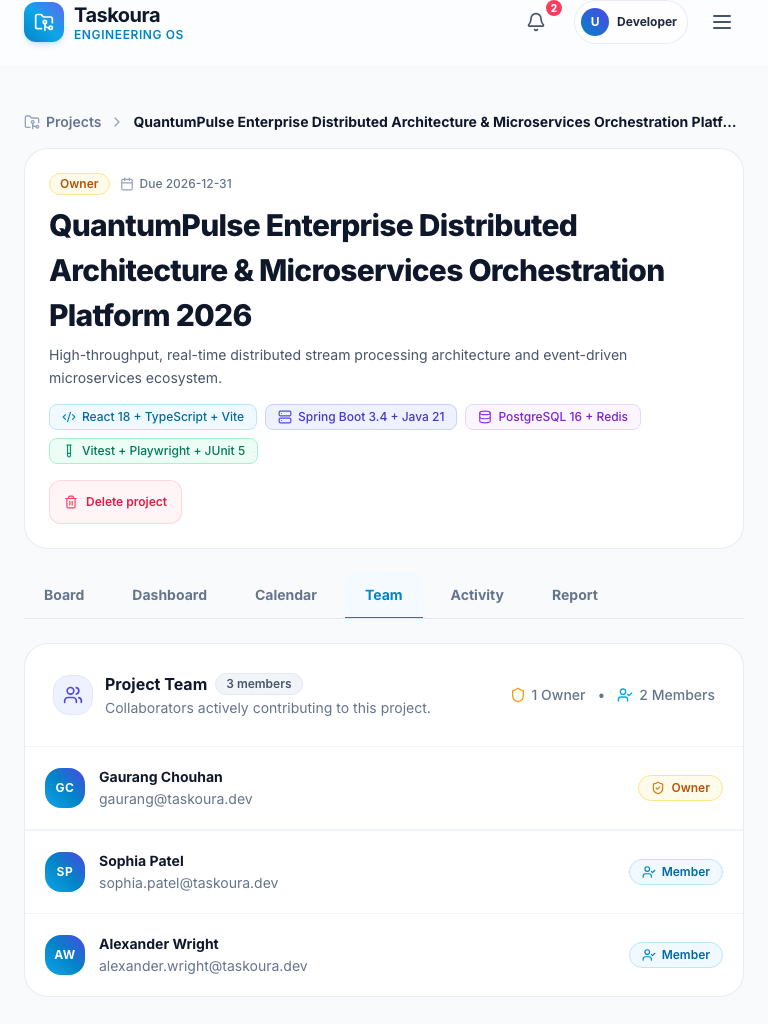 Taskoura
ENGINEERING OS
2
U
Developer
Projects
QuantumPulse Enterprise Distributed Architecture & Microservices Orchestration Platf...
Owner
Due 2026-12-31
QuantumPulse Enterprise Distributed
Architecture & Microservices Orchestration
Platform 2026
High-throughput, real-time distributed stream processing architecture and event-driven
microservices ecosystem.
React 18 + TypeScript + Vite
Spring Boot 3.4 + Java 21
PostgreSQL 16 + Redis
Vitest + Playwright + JUnit 5
Delete project
Board
Dashboard
Calendar
Team
Activity
Report
Project Team
3 members
Collaborators actively contributing to this project.
1 Owner • 2 Members
GC
Gaurang Chouhan
gaurang@taskoura.dev
Owner
SP
Sophia Patel
sophia.patel@taskoura.dev
Member
AW
Alexander Wright
alexander.wright@taskoura.dev
Member